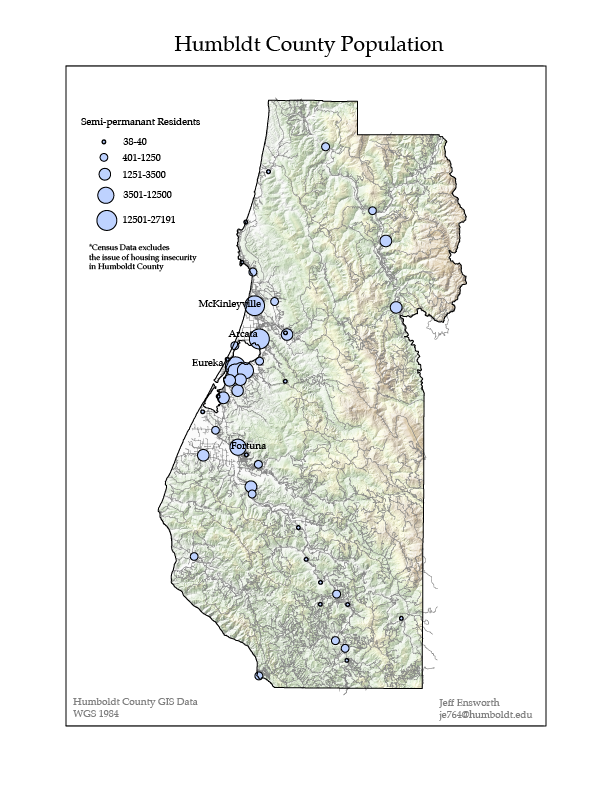 Humbldt County Population
Semi-permanant Residents
38-40
401-1250
1251-3500
3501-12500
12501-27191
*Census Data excludes
the issue of housing insecurity
in Humboldt County
McKinleyville
Arcata
Eureka
Fortuna
Humboldt County GIS Data
WGS 1984
Jeff Ensworth
je764@humboldt.edu